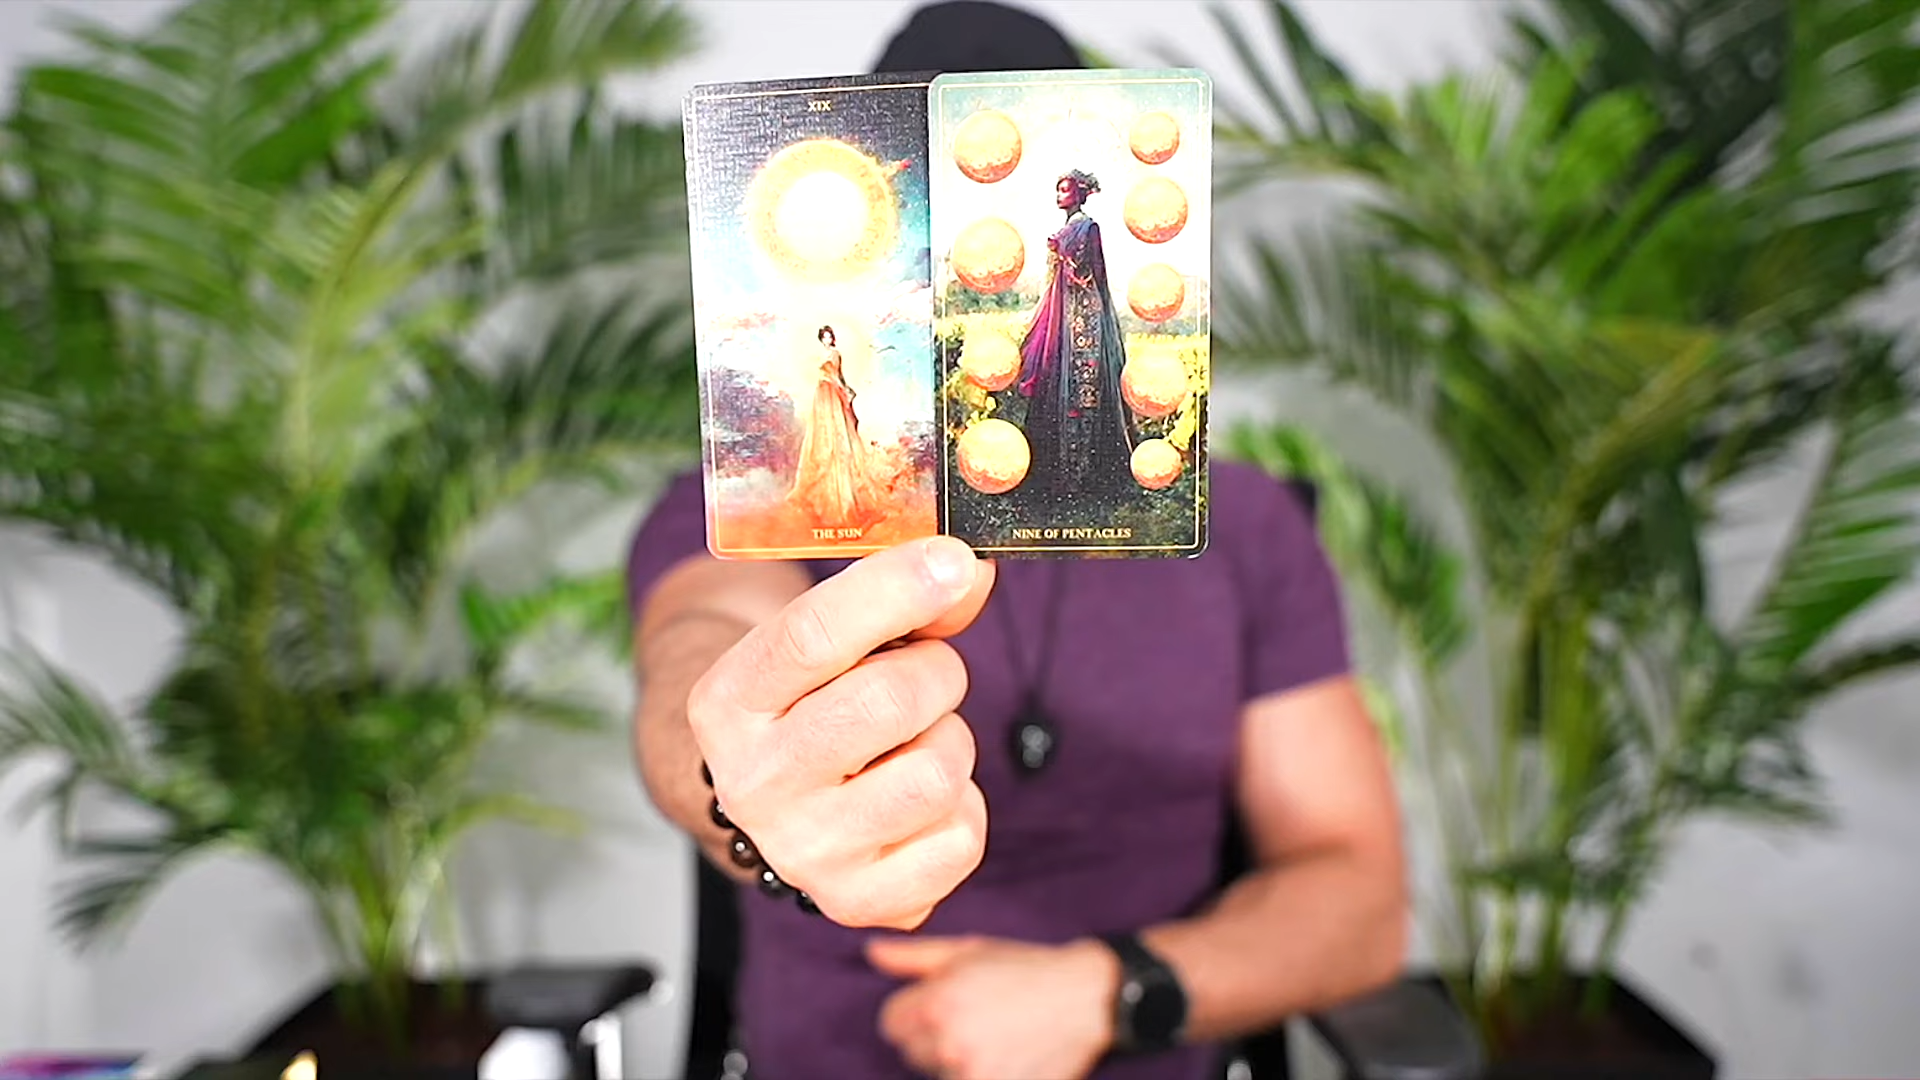 XIX
THE SUN
NINE OF PENTACLES